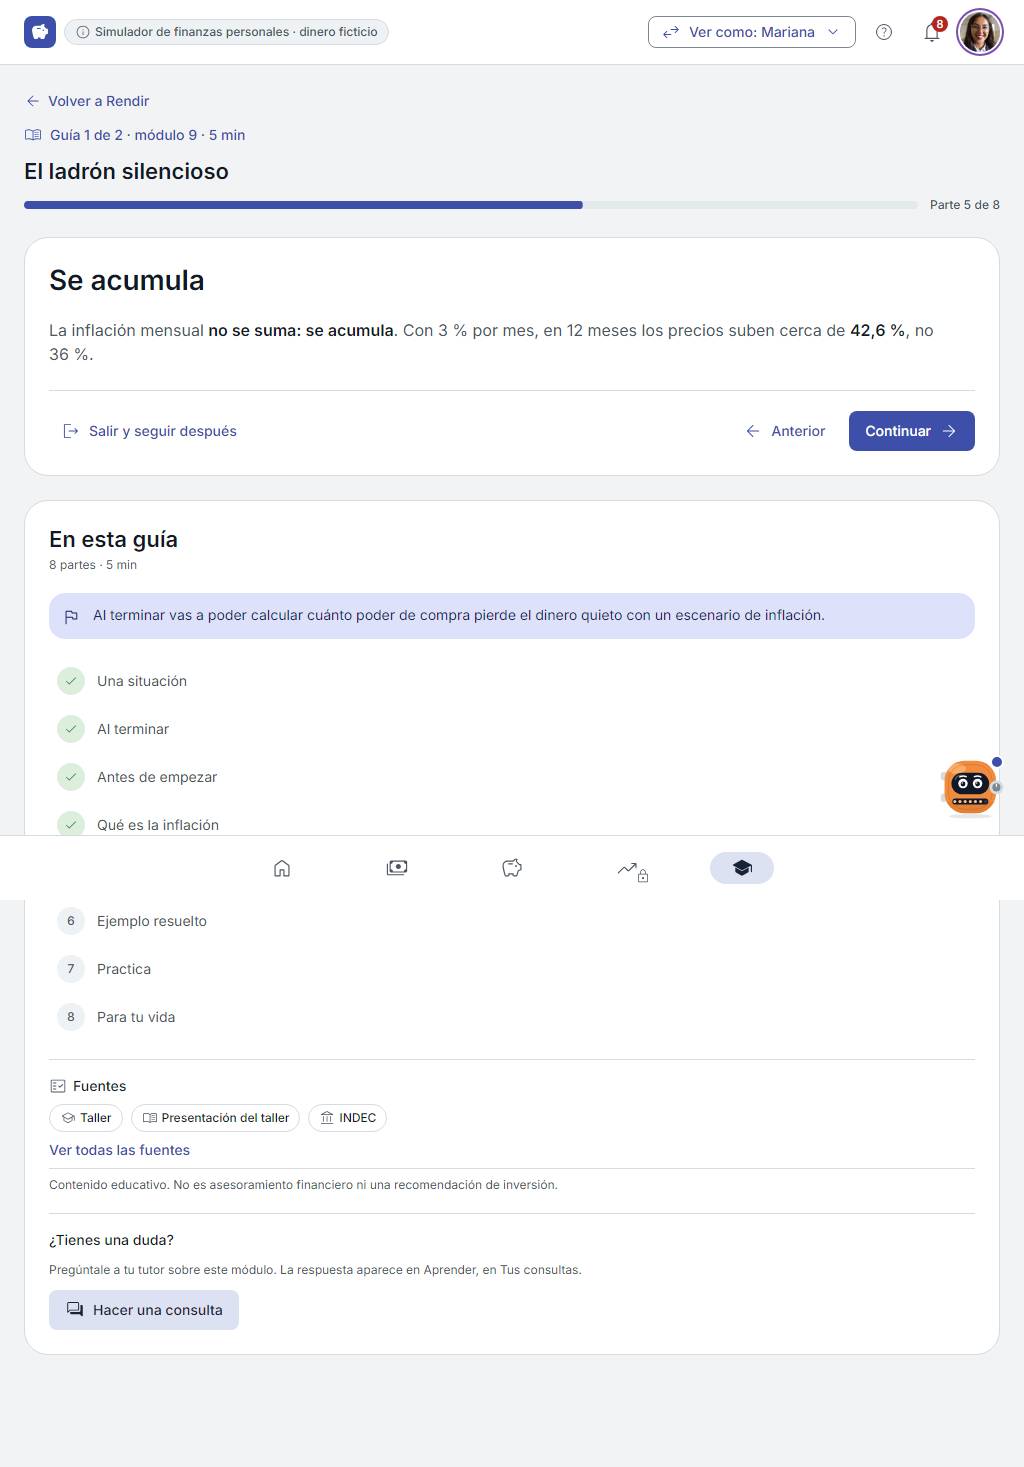 Simulador de finanzas personales · dinero ficticio
Ver como: Mariana
8
Volver a Rendir
Guía 1 de 2 · módulo 9 · 5 min
El ladrón silencioso
Parte 5 de 8
Se acumula
La inflación mensual no se suma: se acumula. Con 3 % por mes, en 12 meses los precios suben cerca de 42,6 %, no
36 %.
Salir y seguir después
Anterior
Continuar
En esta guía
8 partes · 5 min
Al terminar vas a poder calcular cuánto poder de compra pierde el dinero quieto con un escenario de inflación.
Una situación
Al terminar
Antes de empezar
Qué es la inflación
6 Ejemplo resuelto
7 Practica
8 Para tu vida
Fuentes
Taller
Presentación del taller
INDEC
Ver todas las fuentes
Contenido educativo. No es asesoramiento financiero ni una recomendación de inversión.
¿Tienes una duda?
Pregúntale a tu tutor sobre este módulo. La respuesta aparece en Aprender, en Tus consultas.
Hacer una consulta